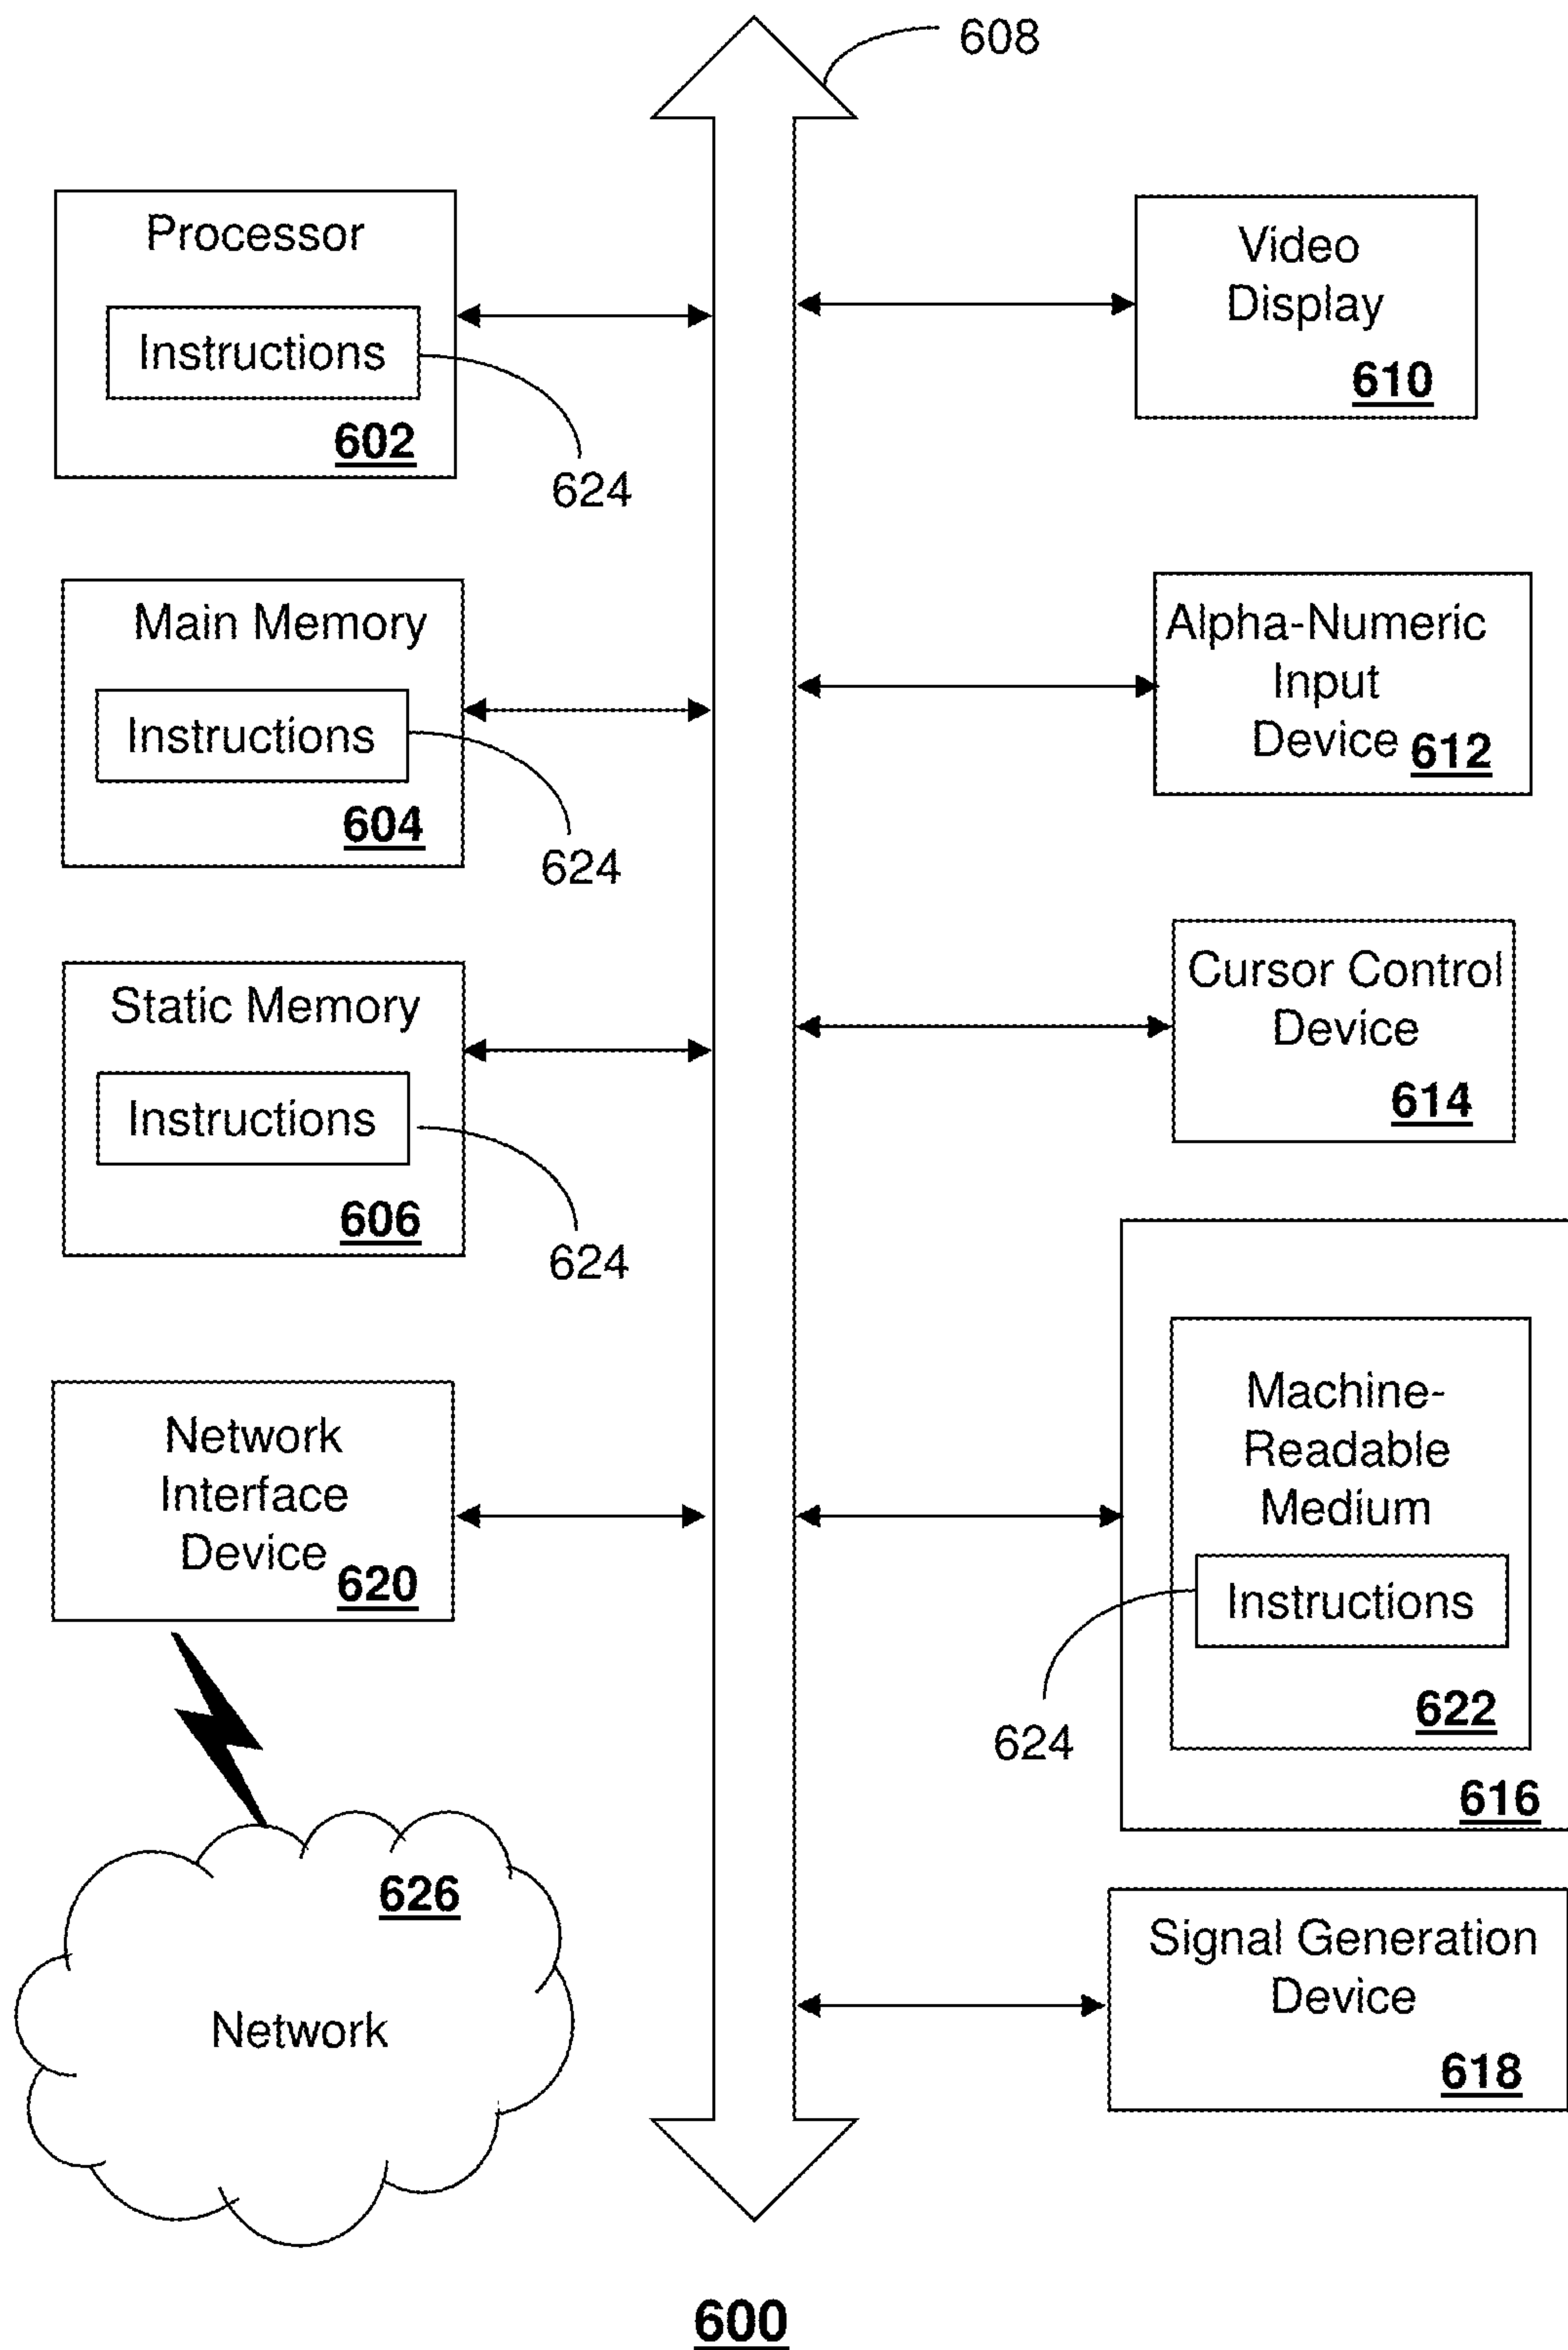 608
Processor
Instructions
602
624
Main Memory
Instructions
604
624
Static Memory
Instructions
606
624
Network
Interface
Device
620
626
Network
Video
Display
610
Alpha-Numeric
Input
Device 612
Cursor Control
Device
614
Machine-
Readable
Medium
Instructions
622
624
616
Signal Generation
Device
618
600